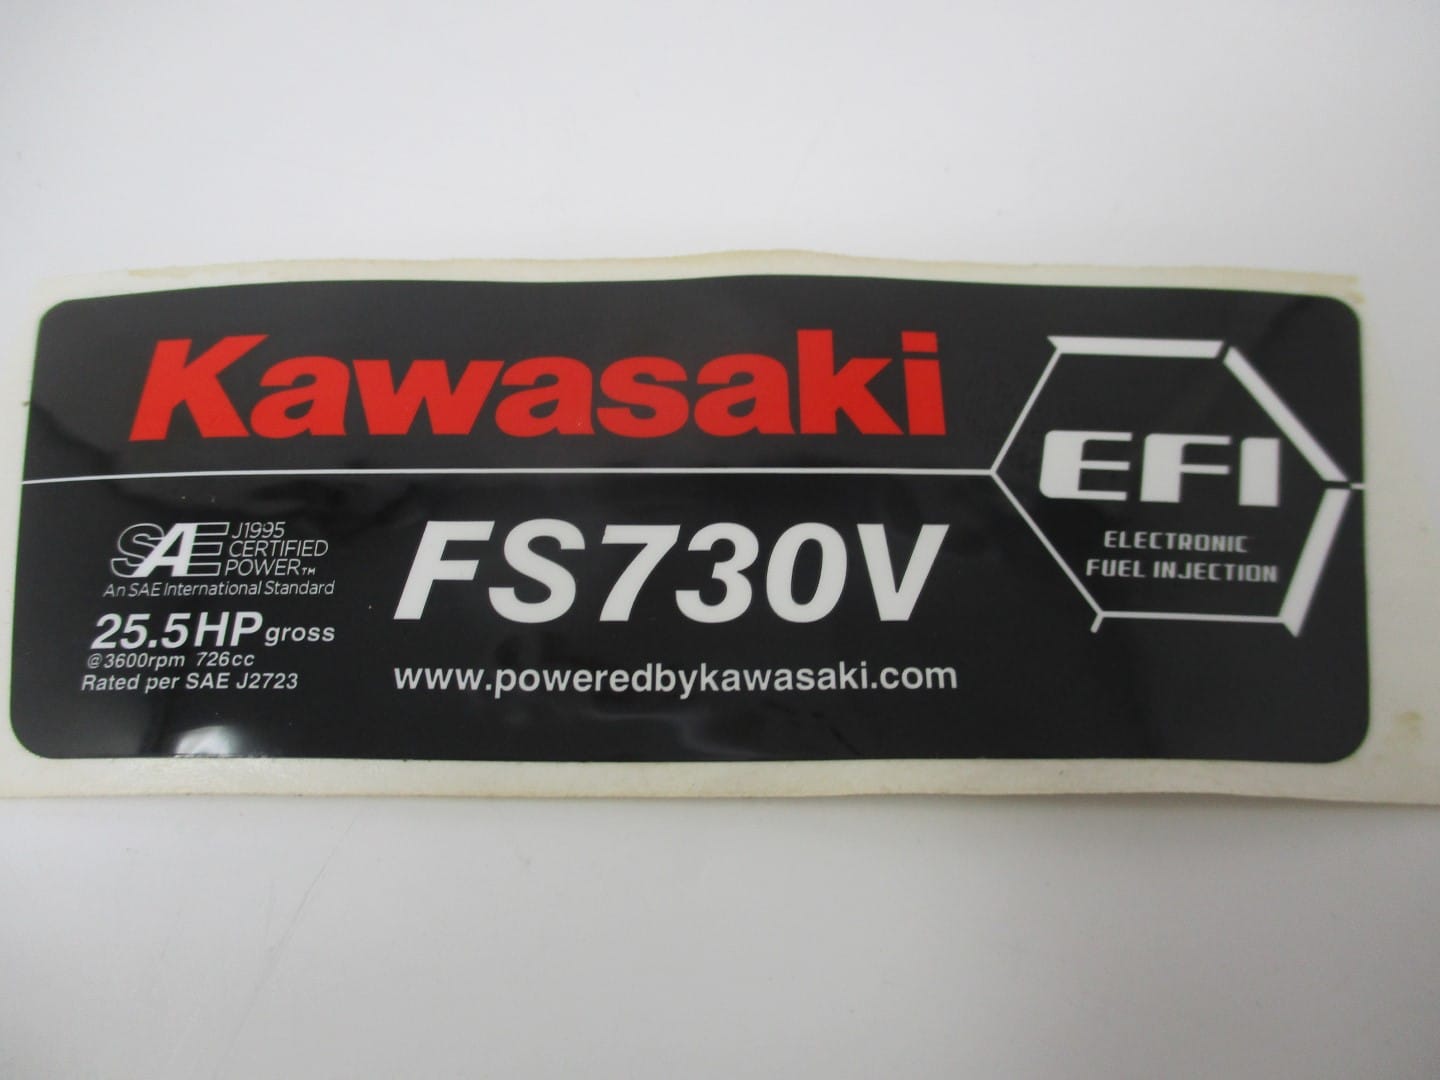 Kawasaki
SAE J1995
CERTIFIED
POWER™
An SAE International Standard
25.5HP gross
@3600rpm 726cc
Rated per SAE J2723
FS730V
www.poweredbykawasaki.com
EFI
ELECTRONIC
FUEL INJECTION